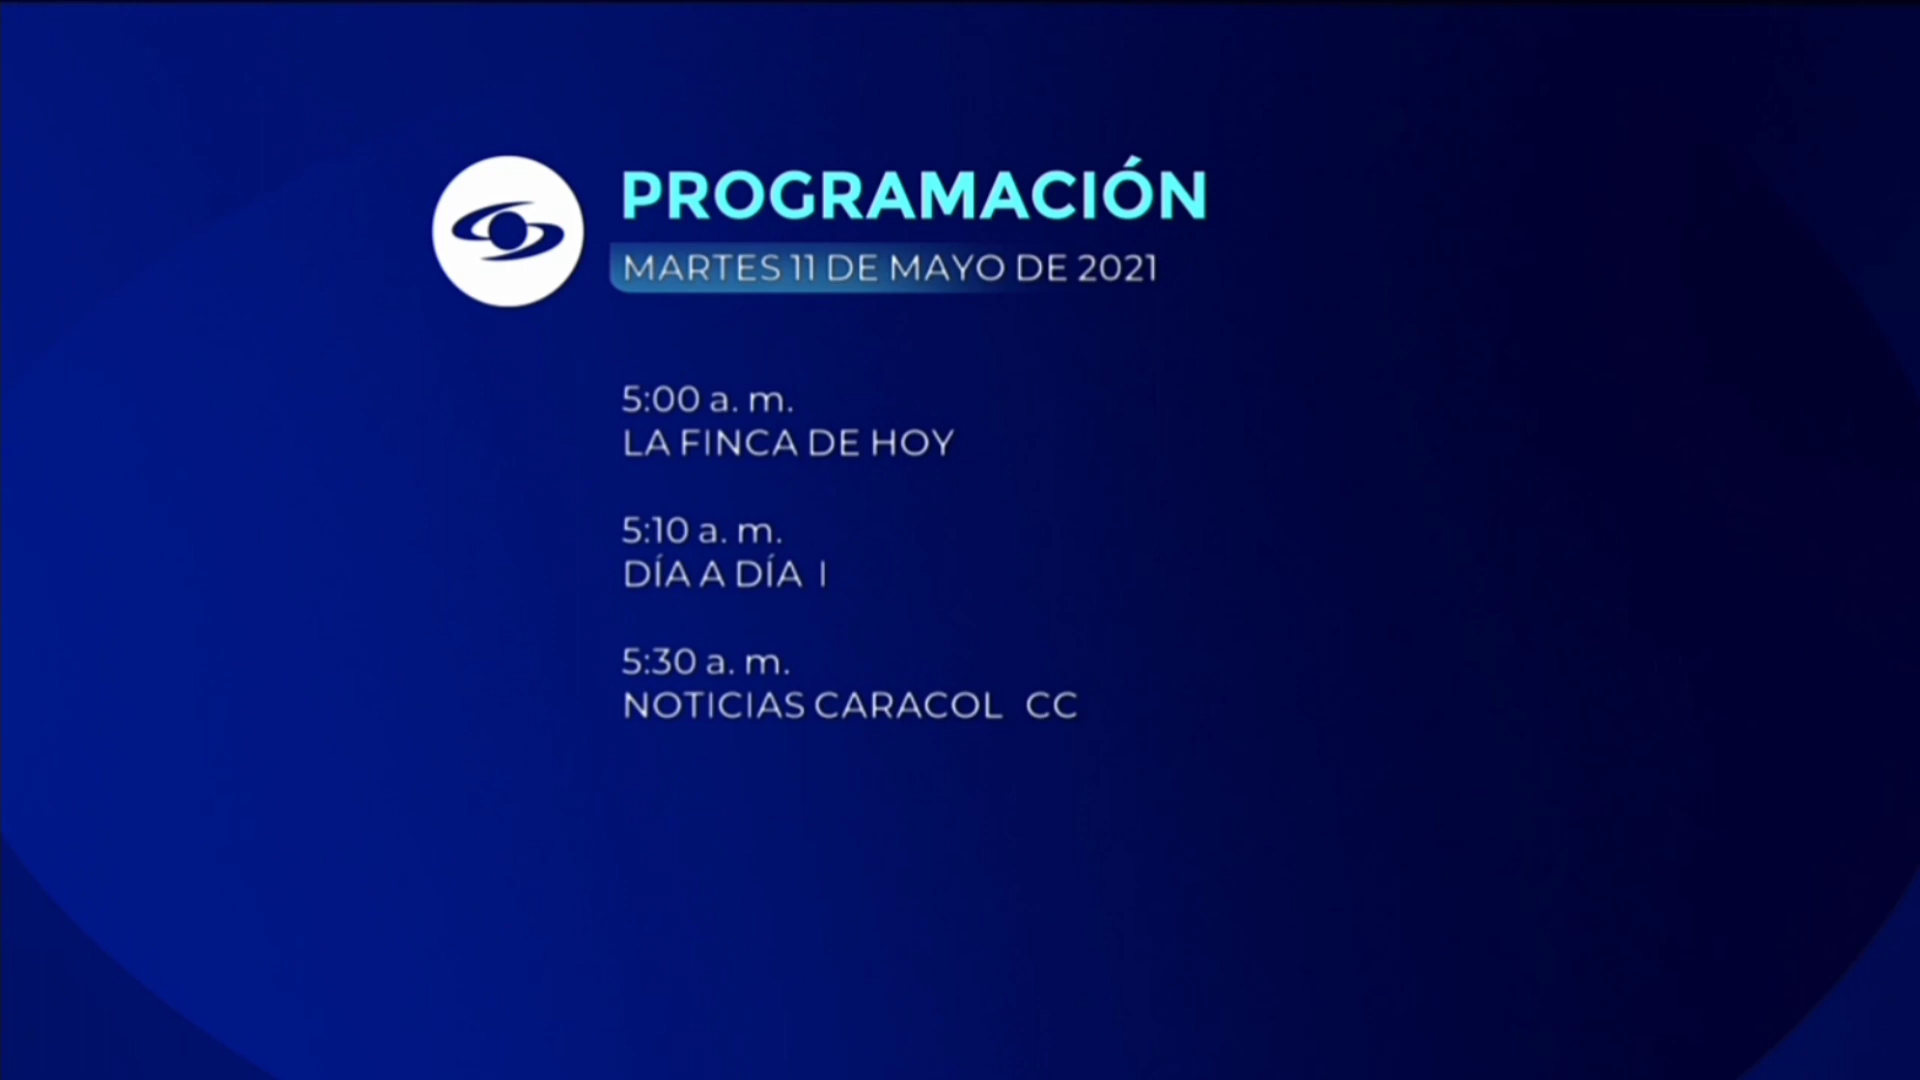 PROGRAMACIÓN
MARTES 11 DE MAYO DE 2021
5:00 a. m.
LA FINCA DE HOY
5:10 a. m.
DÍA A DÍA I
5:30 a. m.
NOTICIAS CARACOL CC